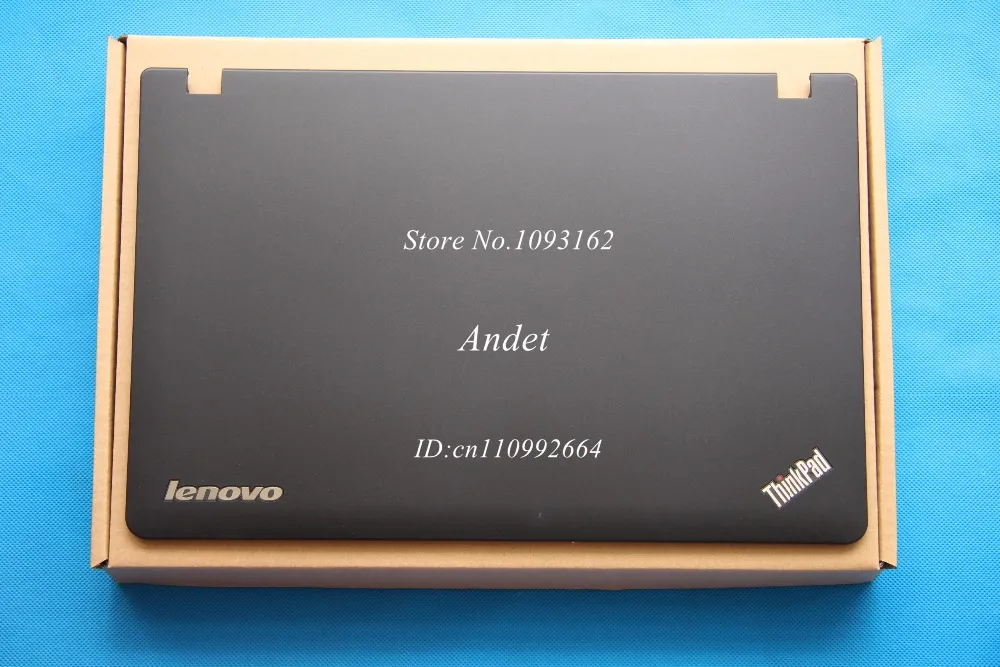 Store No.1093162
Andet
ID:cn110992664
lenovo
ThinkPad